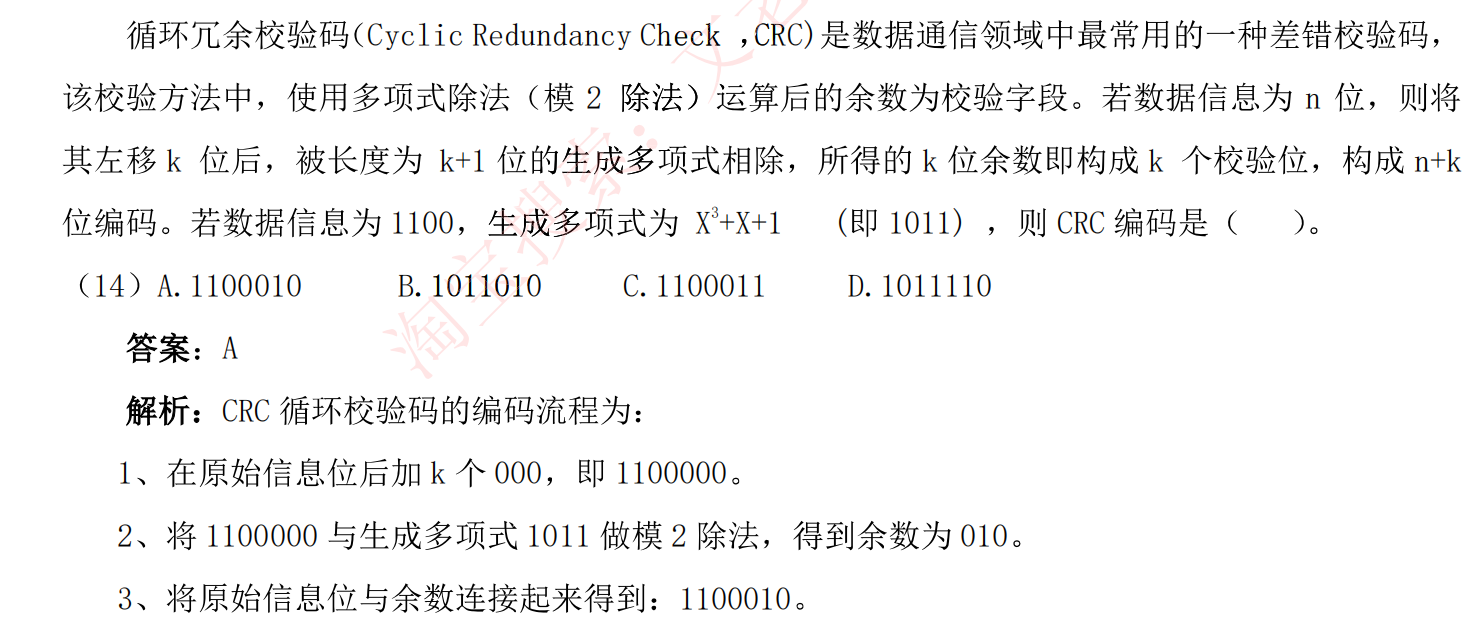 循环冗余校验码(Cyclic Redundancy Check ,CRC)是数据通信领域中最常用的一种差错校验码，
该校验方法中，使用多项式除法（模 2 除法）运算后的余数为校验字段。若数据信息为 n 位，则将
其左移 k 位后，被长度为 k+1 位的生成多项式相除，所得的 k 位余数即构成 k 个校验位，构成 n+k
位编码。若数据信息为 1100，生成多项式为 X³+X+1 (即 1011) ，则 CRC 编码是（ ）。
（14）A.1100010 B.1011010 C.1100011 D.1011110
答案：A
解析：CRC 循环校验码的编码流程为：
1、在原始信息位后加 k 个 000，即 1100000。
2、将 1100000 与生成多项式 1011 做模 2 除法，得到余数为 010。
3、将原始信息位与余数连接起来得到：1100010。
淘宝搜索：文